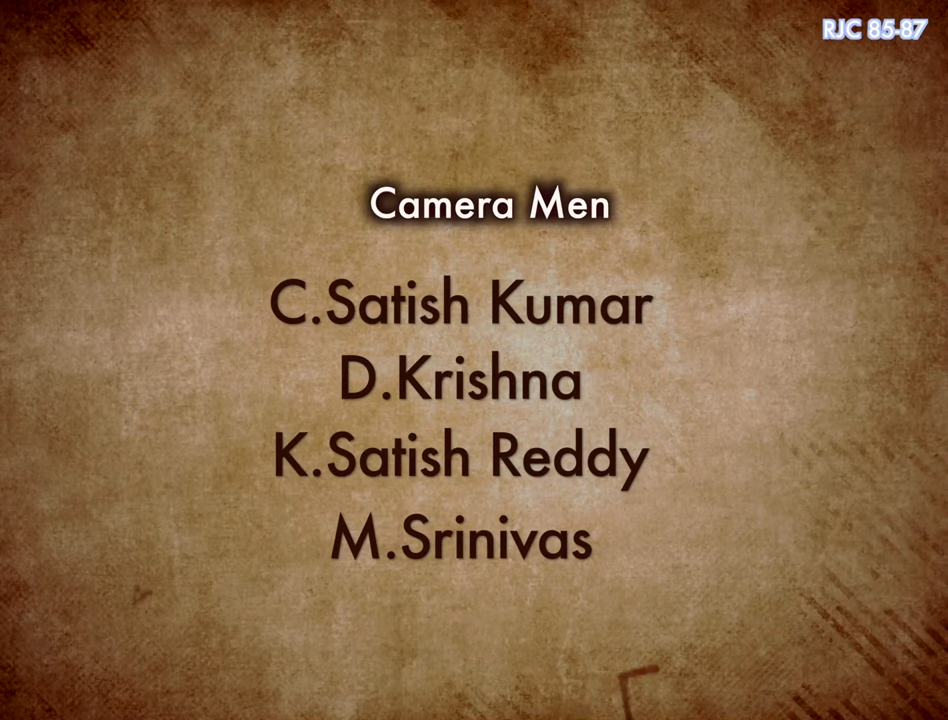 RJC 85-87
Camera Men
C.Satish Kumar
D.Krishna
K.Satish Reddy
M.Srinivas